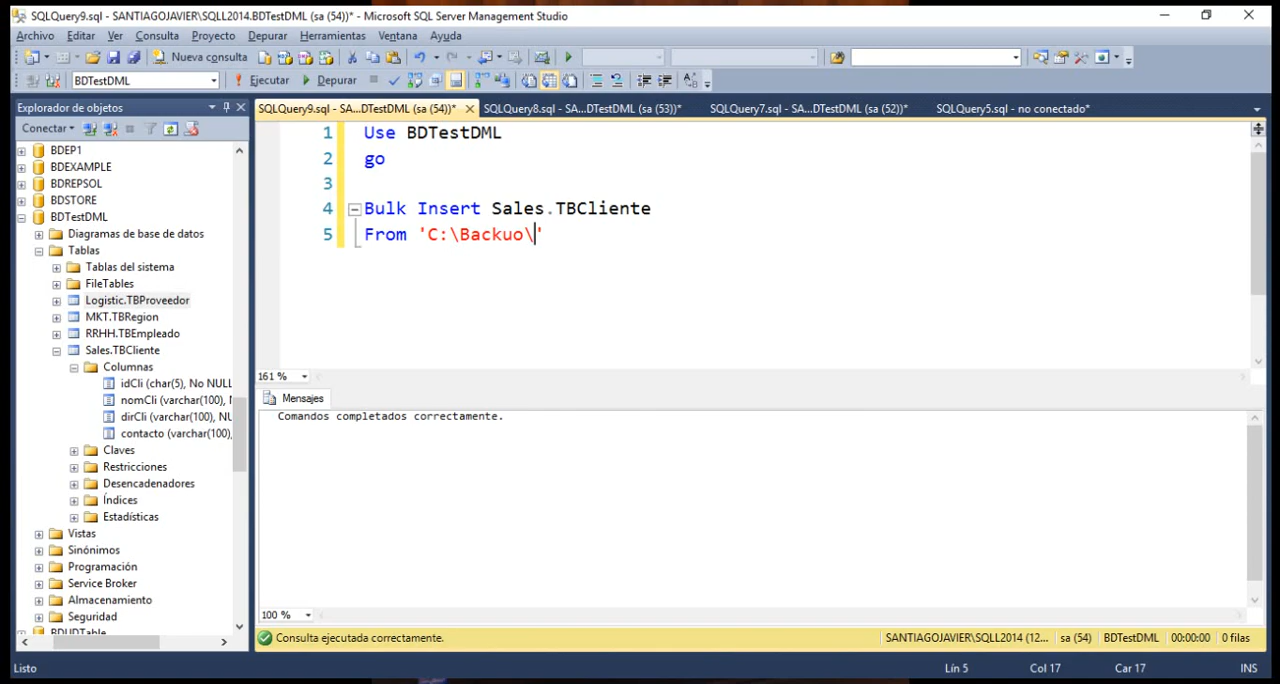 SQLQuery9.sql - SANTIAGOJAVIER\SQLL2014.BDTestDML (sa (54))* - Microsoft SQL Server Management Studio
Archivo Editar Ver Consulta Proyecto Depurar Herramientas Ventana Ayuda
Nueva consulta
BDTestDML Ejecutar Depurar
Explorador de objetos
SQLQuery9.sql - SA...DTestDML (sa (54))* SQLQuery8.sql - SA...DTestDML (sa (53))* SQLQuery7.sql - SA...DTestDML (sa (52))* SQLQuery5.sql - no conectado*
Conectar
BDEP1
BDEXAMPLE
BDREPSOL
BDSTORE
BDTestDML
Diagramas de base de datos
Tablas
Tablas del sistema
FileTables
Logistic.TBProveedor
MKT.TBRegion
RRHH.TBEmpleado
Sales.TBCliente
Columnas
idCli (char(5), No NULL
nomCli (varchar(100), N
dirCli (varchar(100), NU
contacto (varchar(100),
Claves
Restricciones
Desencadenadores
Índices
Estadísticas
Vistas
Sinónimos
Programación
Service Broker
Almacenamiento
Seguridad
BDUDTable
1 Use BDTestDML
2 go
3
4 Bulk Insert Sales.TBCliente
5 From 'C:\Backuo\'
161 %
Mensajes
Comandos completados correctamente.
100 %
Consulta ejecutada correctamente. SANTIAGOJAVIER\SQLL2014 (12... sa (54) BDTestDML 00:00:00 0 filas
Listo Lín 5 Col 17 Car 17 INS